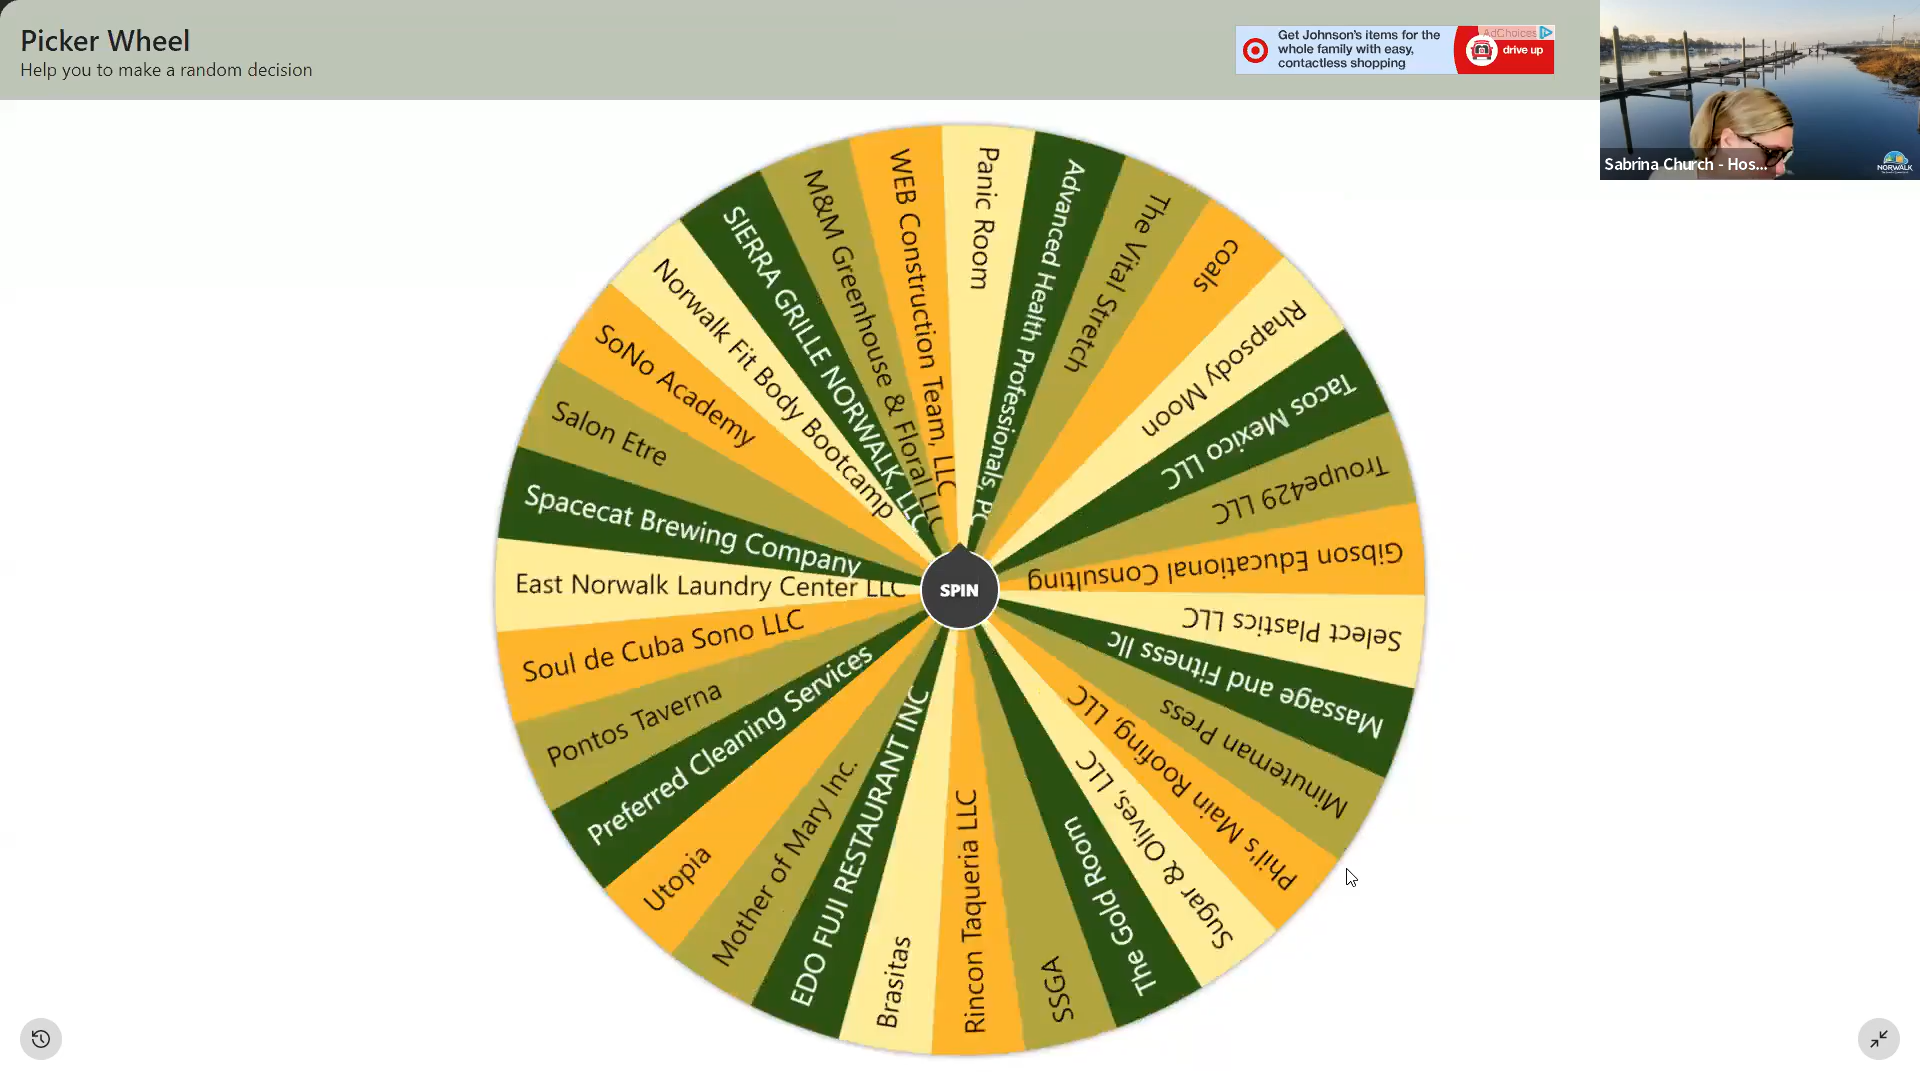 Picker Wheel
Help you to make a random decision
Get Johnson's items for the
whole family with easy,
contactless shopping
AdChoices
drive up
Sabrina Church - Hos...
NORWALK
Panic Room
Advanced Health Professionals, PC
The Vital Stretch
coals
Rhapsody Moon
Tacos Mexico LLC
Troupe429 LLC
Gibson Educational Consulting
Select Plastics LLC
Massage and Fitness llc
Minuteman Press
Phil's Main Roofing, LLC
Sugar & Olives, LLC
The Gold Room
SSGA
Rincon Taqueria LLC
Brasitas
EDO FUJI RESTAURANT INC
Mother of Mary Inc.
Utopia
Preferred Cleaning Services
Pontos Taverna
Soul de Cuba Sono LLC
East Norwalk Laundry Center LLC
Spacecat Brewing Company
Salon Etre
SoNo Academy
Norwalk Fit Body Bootcamp
SIERRA GRILLE NORWALK, LLC
M&M Greenhouse & Floral LLC
WEB Construction Team, LLC
SPIN